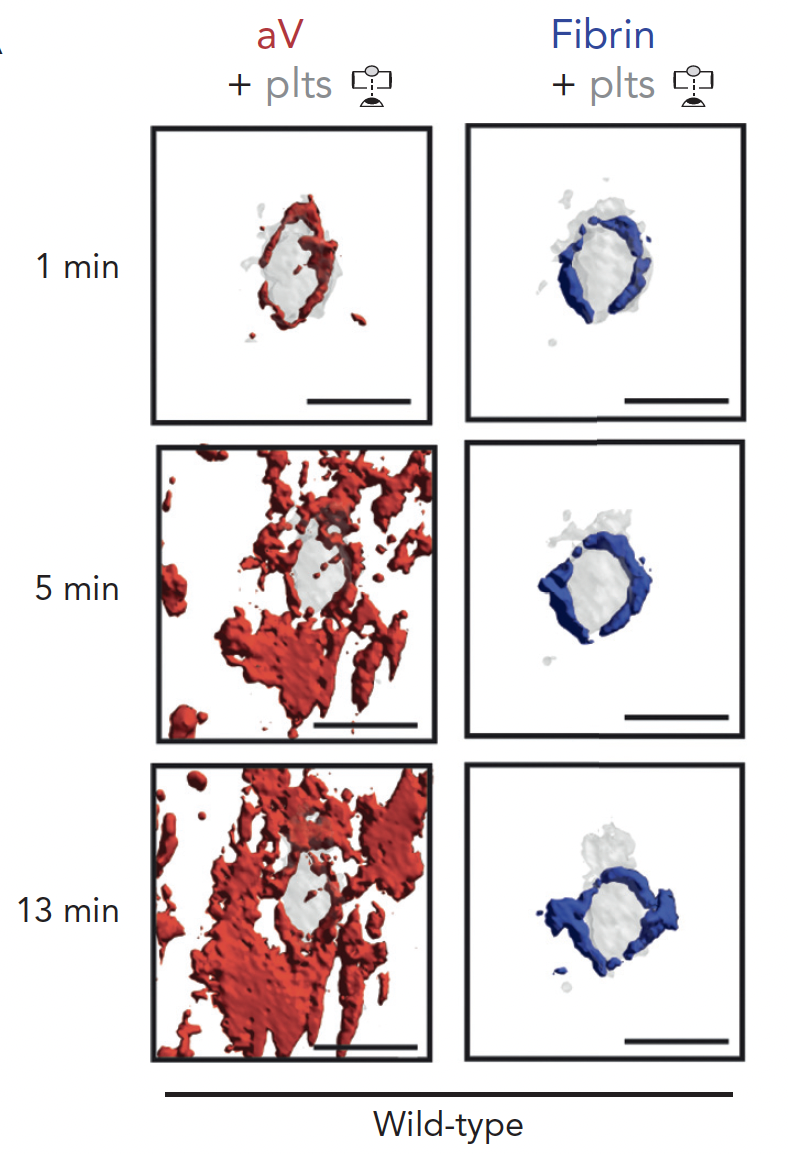 aV
+ plts
Fibrin
+ plts
1 min
5 min
13 min
Wild-type